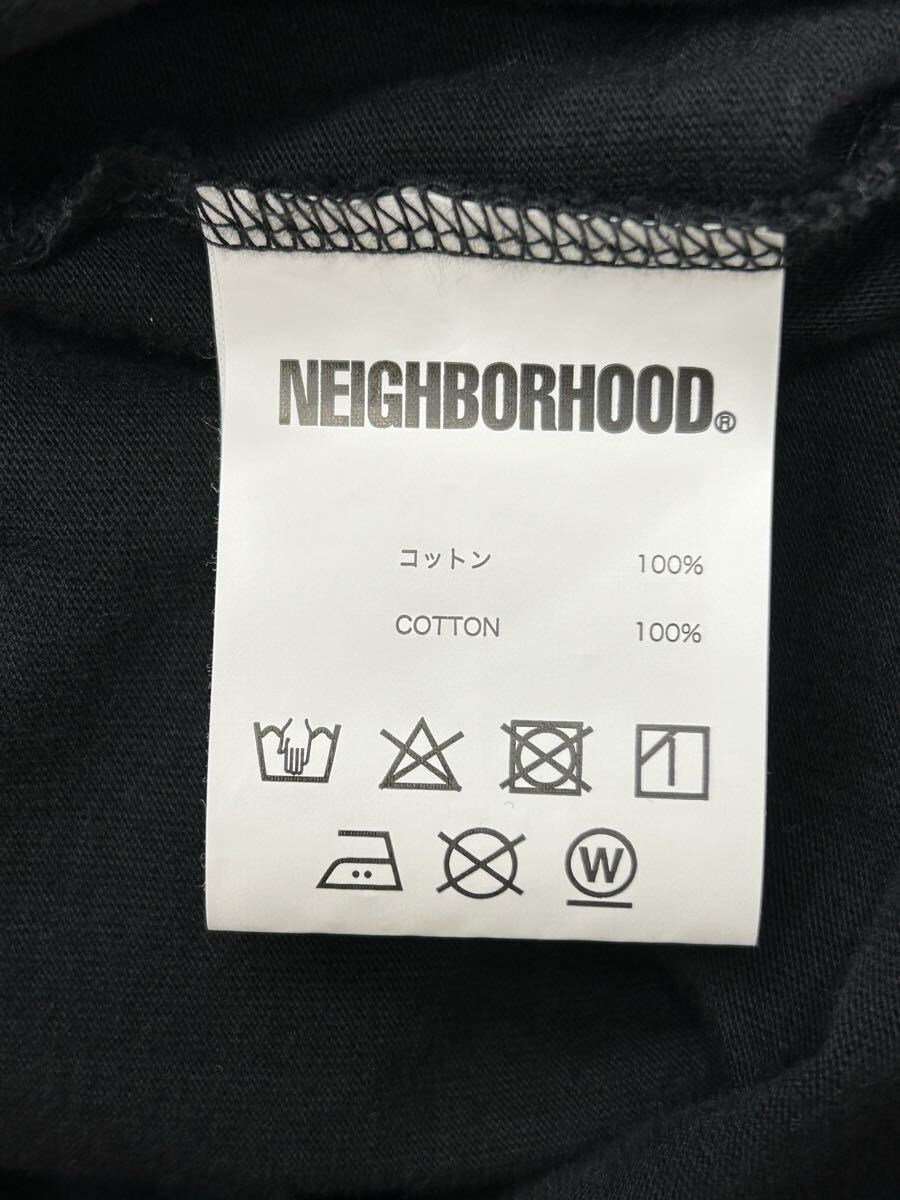 NEIGHBORHOOD®
コットン 100%
COTTON 100%
W